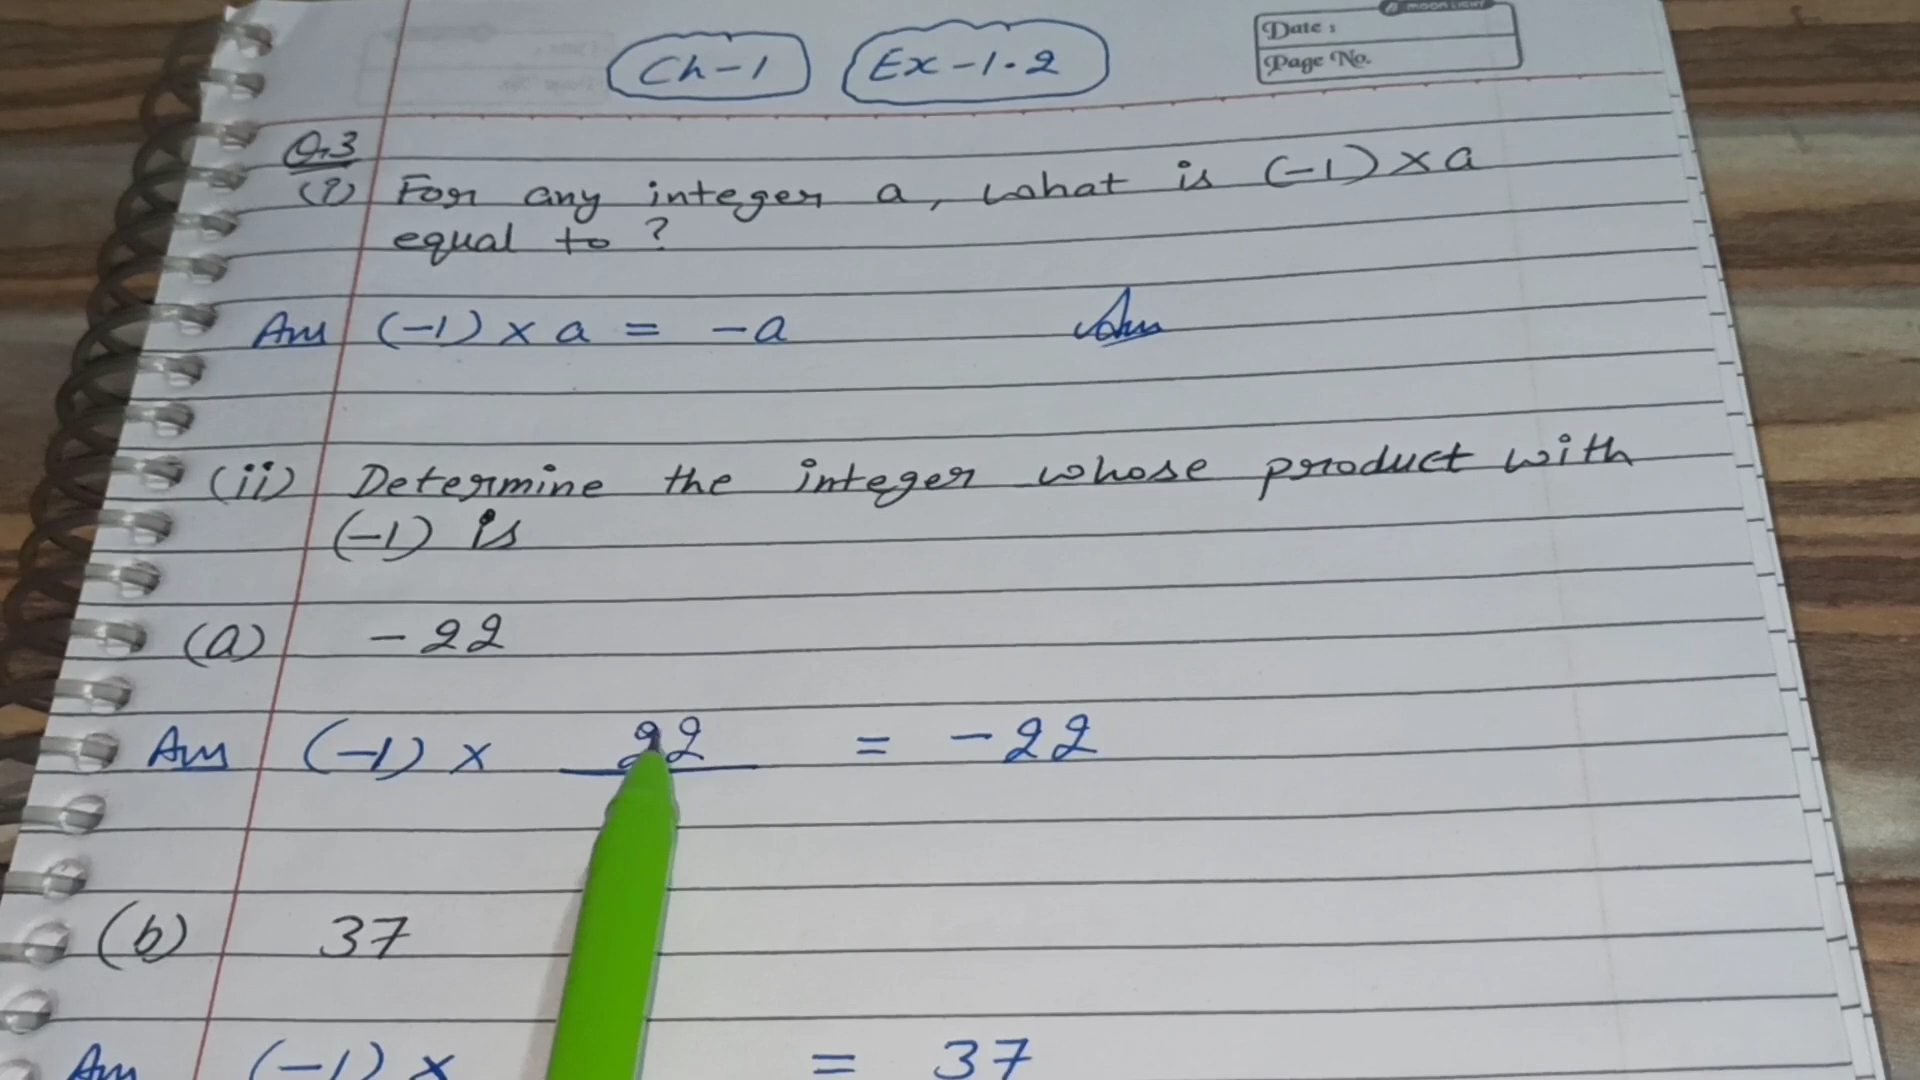 MOONLIGHT
Ch-1 Ex-1.2
Date :
Page No.
Q.3
(i) For any integer a, what is (-1) × a
equal to ?
Ans (-1) × a = -a Ans
(ii) Determine the integer whose product with
(-1) is
(a) -22
Ans (-1) × 22 = -22
(b) 37
Ans (-1) × = 37